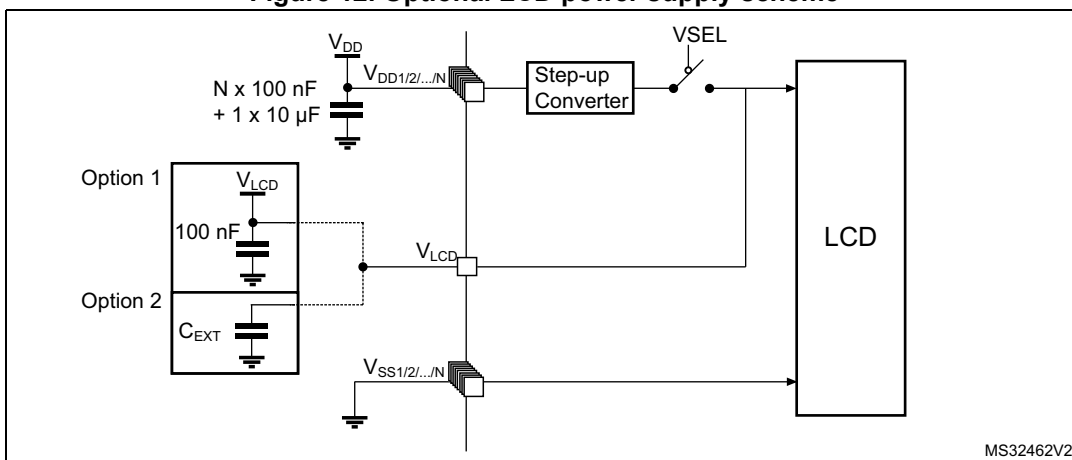 Figure 12. Optional LCD power supply scheme
VSEL
VDD
VDD1/2/.../N
Step-up
Converter
N x 100 nF
+ 1 x 10 µF
Option 1
VLCD
100 nF
VLCD
LCD
Option 2
CEXT
VSS1/2/.../N
MS32462V2